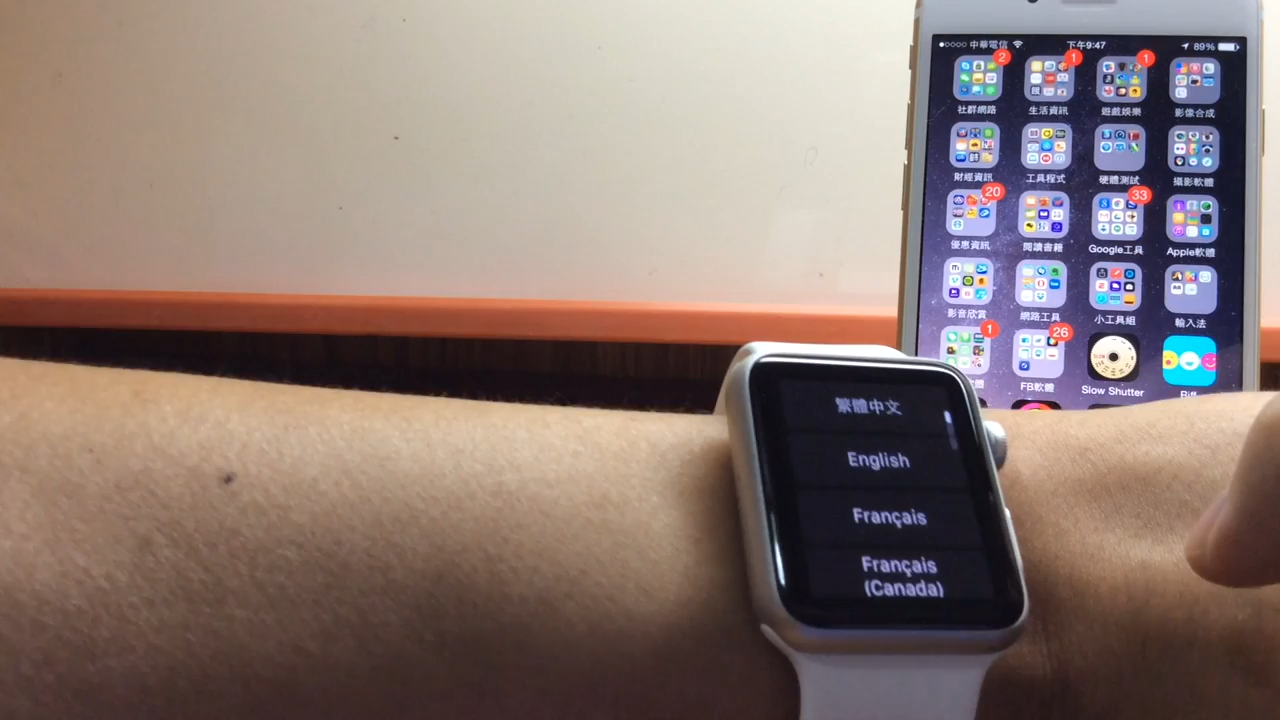 中華電信 下午9:47 89%
2 1 1
社群網路 生活資訊 遊戲娛樂 影像合成
財經資訊 工具程式 硬體測試 攝影軟體
20 33
優惠資訊 閱讀書籍 Google工具 Apple軟體
影音欣賞 網路工具 小工具組 輸入法
1 26
SLOW
FB軟體 Slow Shutter
繁體中文
English
Français
Français
(Canada)